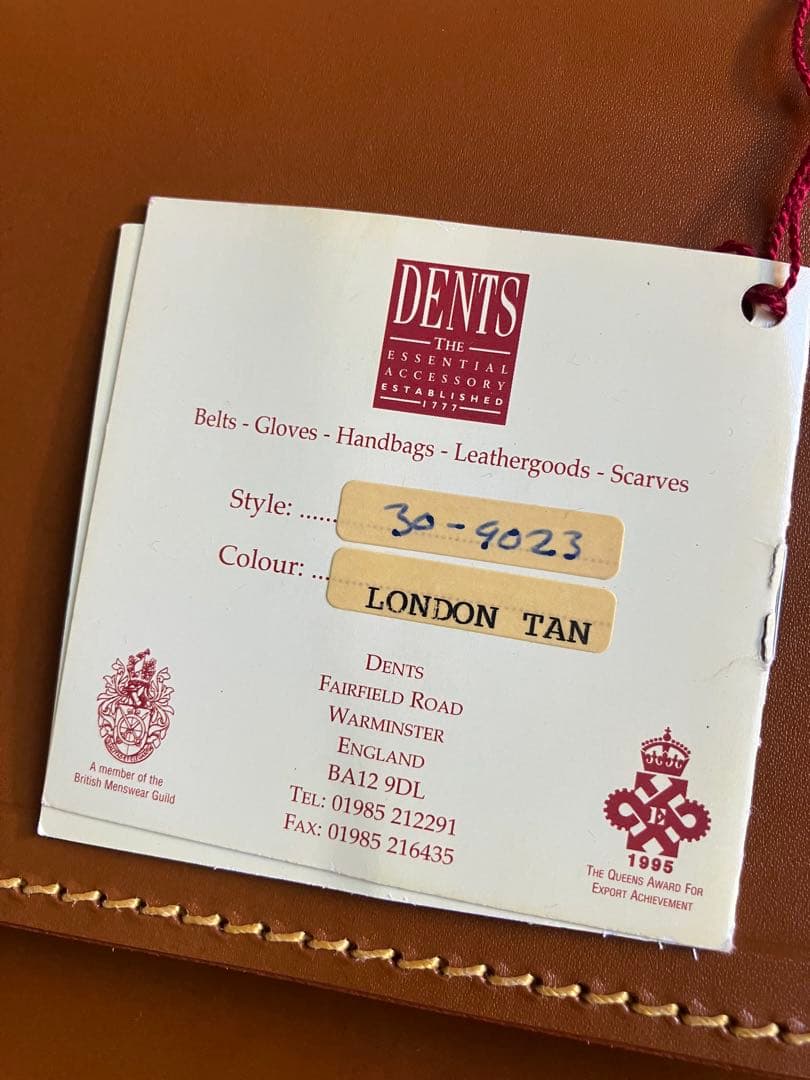 DENTS
THE
ESSENTIAL
ACCESSORY
ESTABLISHED
1777
Belts - Gloves - Handbags - Leathergoods - Scarves
Style: ...... 30-9023
Colour: ... LONDON TAN
DENTS
FAIRFIELD ROAD
WARMINSTER
ENGLAND
BA12 9DL
TEL: 01985 212291
FAX: 01985 216435
A member of the
British Menswear Guild
E
1995
THE QUEENS AWARD FOR
EXPORT ACHIEVEMENT